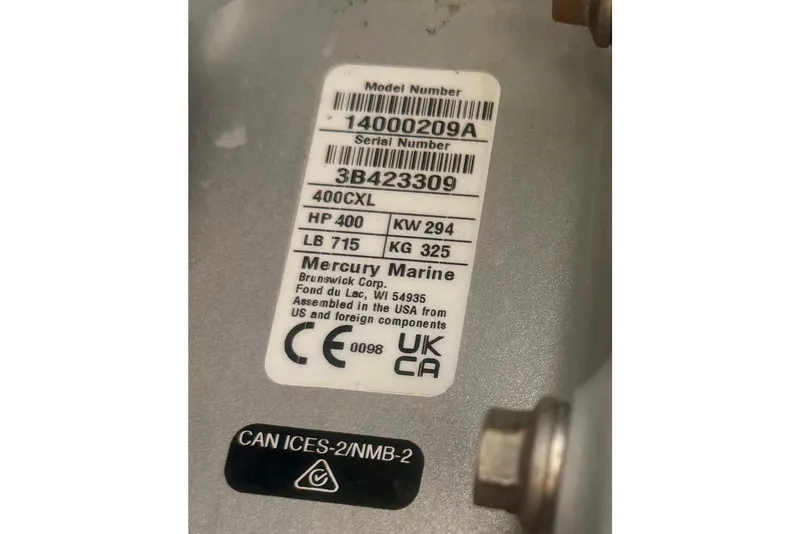 Model Number
14000209A
Serial Number
3B423309
400CXL
HP 400 KW 294
LB 715 KG 325
Mercury Marine
Brunswick Corp.
Fond du Lac, WI 54935
Assembled in the USA from
US and foreign components
CE 0098 UK
CA
CAN ICES-2/NMB-2